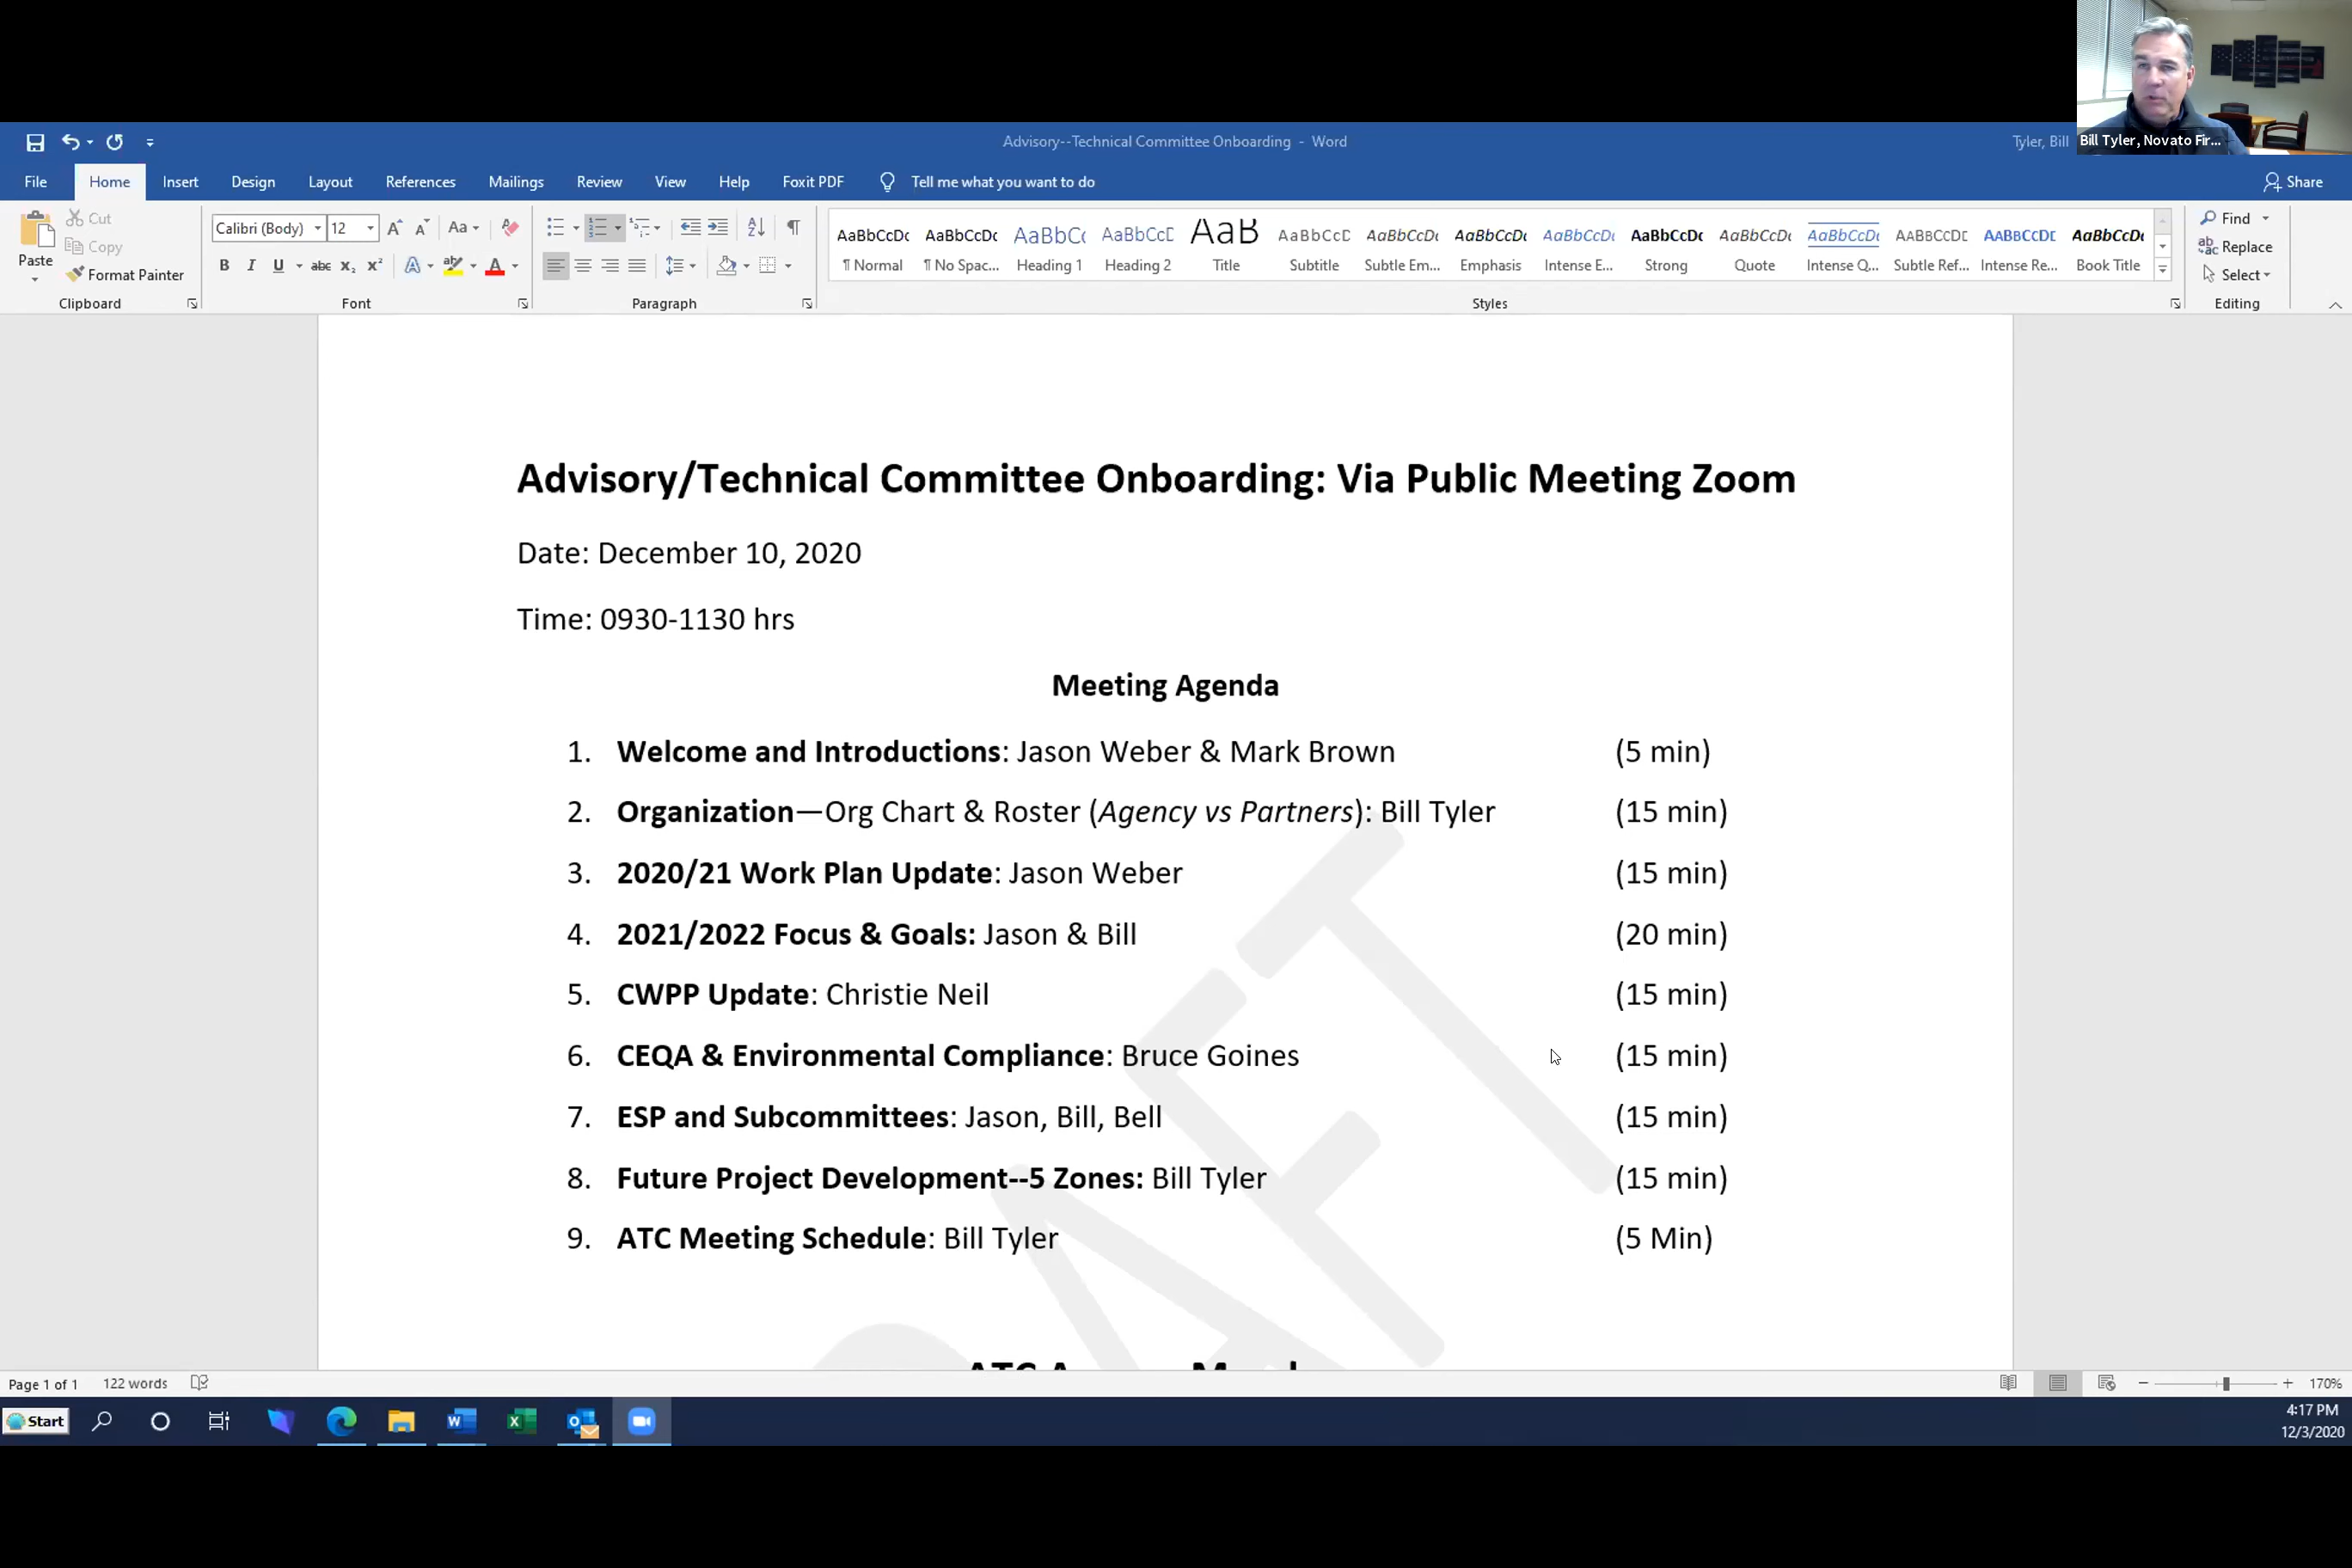 Advisory--Technical Committee Onboarding - Word
Tyler, Bill
Bill Tyler, Novato Fir...
File Home Insert Design Layout References Mailings Review View Help Foxit PDF Tell me what you want to do Share
Paste
Cut
Copy
Format Painter
Clipboard
Calibri (Body) 12
Font
Paragraph
AaBbCcDc AaBbCcDc AaBbCc AaBbCcD AaB AaBbCcD AaBbCcDc AaBbCcDc AaBbCcDc AaBbCcDc AaBbCcDc AaBbCcDc AABBCCDE AABBCCDE AaBbCcDc
¶ Normal ¶ No Spac... Heading 1 Heading 2 Title Subtitle Subtle Em... Emphasis Intense E... Strong Quote Intense Q... Subtle Ref... Intense Re... Book Title
Styles
Find
Replace
Select
Editing
Advisory/Technical Committee Onboarding: Via Public Meeting Zoom
Date: December 10, 2020
Time: 0930-1130 hrs
Meeting Agenda
1. Welcome and Introductions: Jason Weber & Mark Brown (5 min)
2. Organization—Org Chart & Roster (Agency vs Partners): Bill Tyler (15 min)
3. 2020/21 Work Plan Update: Jason Weber (15 min)
4. 2021/2022 Focus & Goals: Jason & Bill (20 min)
5. CWPP Update: Christie Neil (15 min)
6. CEQA & Environmental Compliance: Bruce Goines (15 min)
7. ESP and Subcommittees: Jason, Bill, Bell (15 min)
8. Future Project Development--5 Zones: Bill Tyler (15 min)
9. ATC Meeting Schedule: Bill Tyler (5 Min)
DRAFT
Page 1 of 1 122 words 170%
Start
4:17 PM
12/3/2020